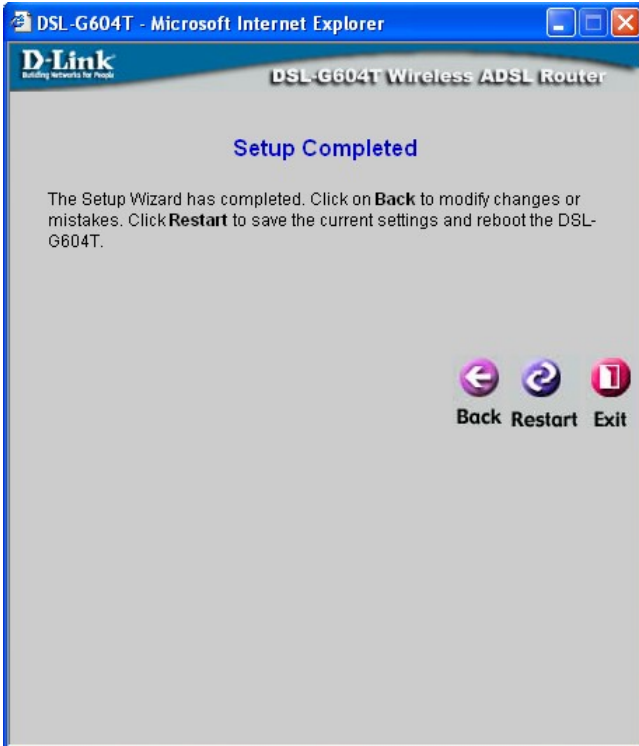 DSL-G604T - Microsoft Internet Explorer
D-Link
Building Networks for People
DSL-G604T Wireless ADSL Router
Setup Completed
The Setup Wizard has completed. Click on Back to modify changes or
mistakes. Click Restart to save the current settings and reboot the DSL-
G604T.
Back Restart Exit